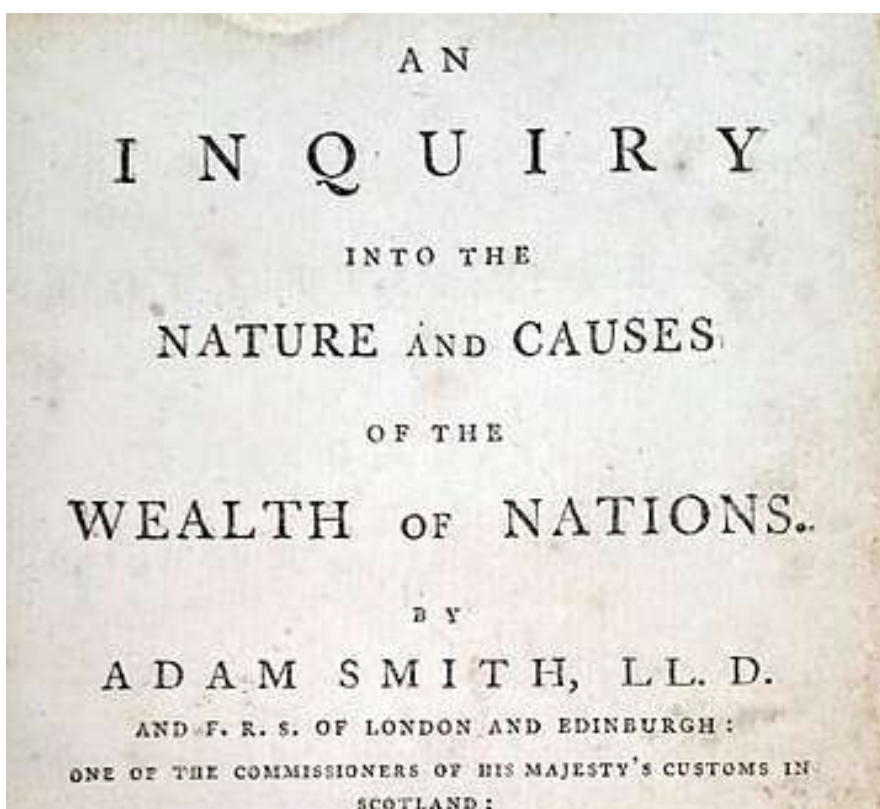 AN
INQUIRY
INTO THE
NATURE AND CAUSES
OF THE
WEALTH OF NATIONS.
BY
ADAM SMITH, LL. D.
AND F. R. S. OF LONDON AND EDINBURGH:
ONE OF THE COMMISSIONERS OF HIS MAJESTY'S CUSTOMS IN
SCOTLAND;